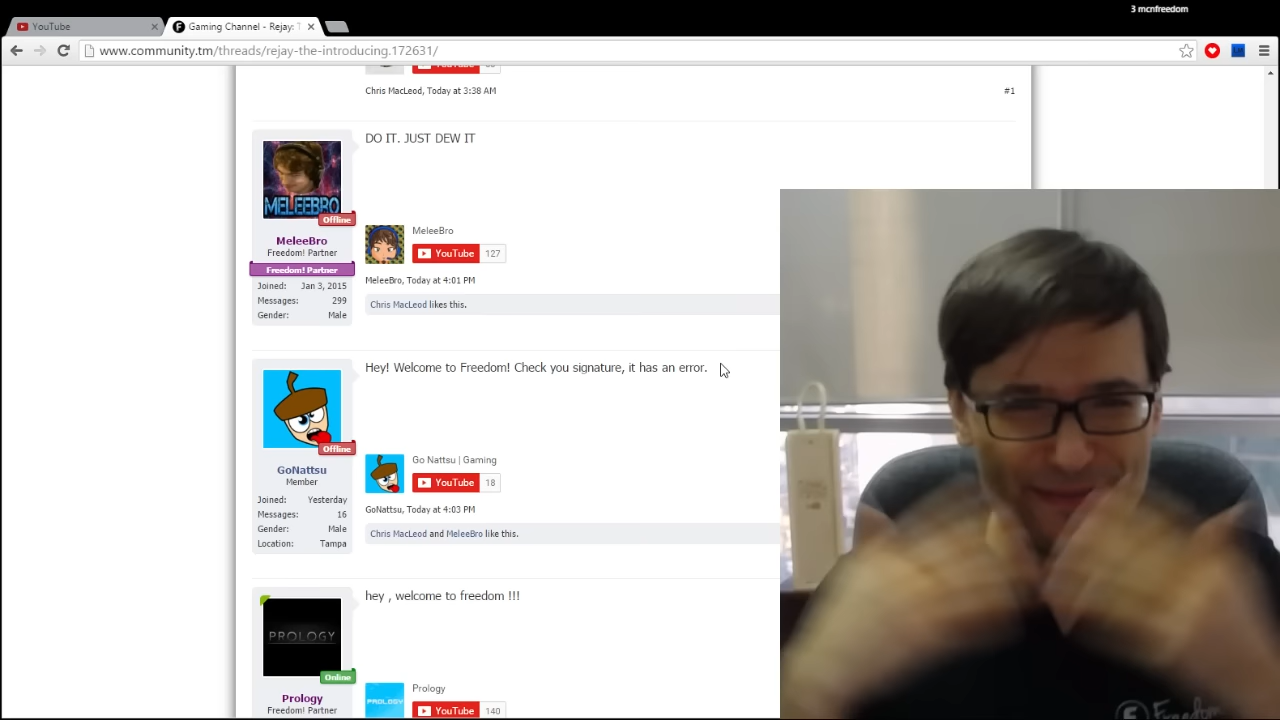 3 mcnfreedom
YouTube
Gaming Channel - Rejay: T
www.community.tm/threads/rejay-the-introducing.172631/
Chris MacLeod, Today at 3:38 AM
#1
DO IT. JUST DEW IT
MELEEBRO
Offline
MeleeBro
Freedom! Partner
Freedom! Partner
Joined: Jan 3, 2015
Messages: 299
Gender: Male
MeleeBro
YouTube 127
MeleeBro, Today at 4:01 PM
Chris MacLeod likes this.
Hey! Welcome to Freedom! Check you signature, it has an error.
Offline
GoNattsu
Member
Joined: Yesterday
Messages: 16
Gender: Male
Location: Tampa
Go Nattsu | Gaming
YouTube 18
GoNattsu, Today at 4:03 PM
Chris MacLeod and MeleeBro like this.
hey , welcome to freedom !!!
PROLOGY
Online
Prology
Freedom! Partner
Prology
PROLOGY
YouTube 140
Freedom